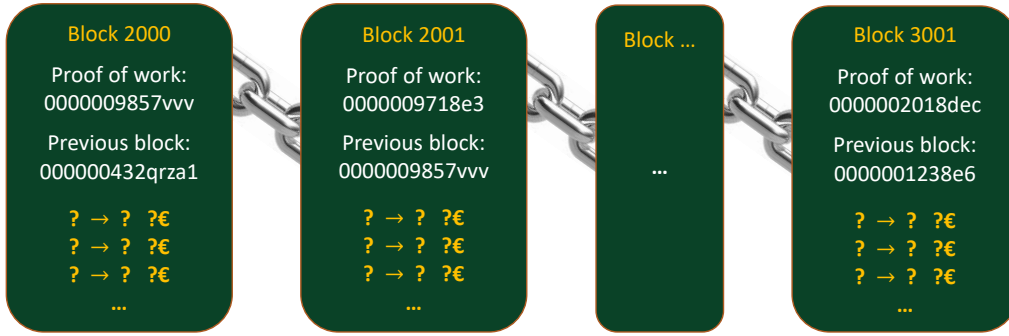 Block 2000
Proof of work:
0000009857vvv
Previous block:
000000432qrza1
? → ? ?€
? → ? ?€
? → ? ?€
...
Block 2001
Proof of work:
0000009718e3
Previous block:
0000009857vvv
? → ? ?€
? → ? ?€
? → ? ?€
...
Block ...
...
Block 3001
Proof of work:
0000002018dec
Previous block:
0000001238e6
? → ? ?€
? → ? ?€
? → ? ?€
...